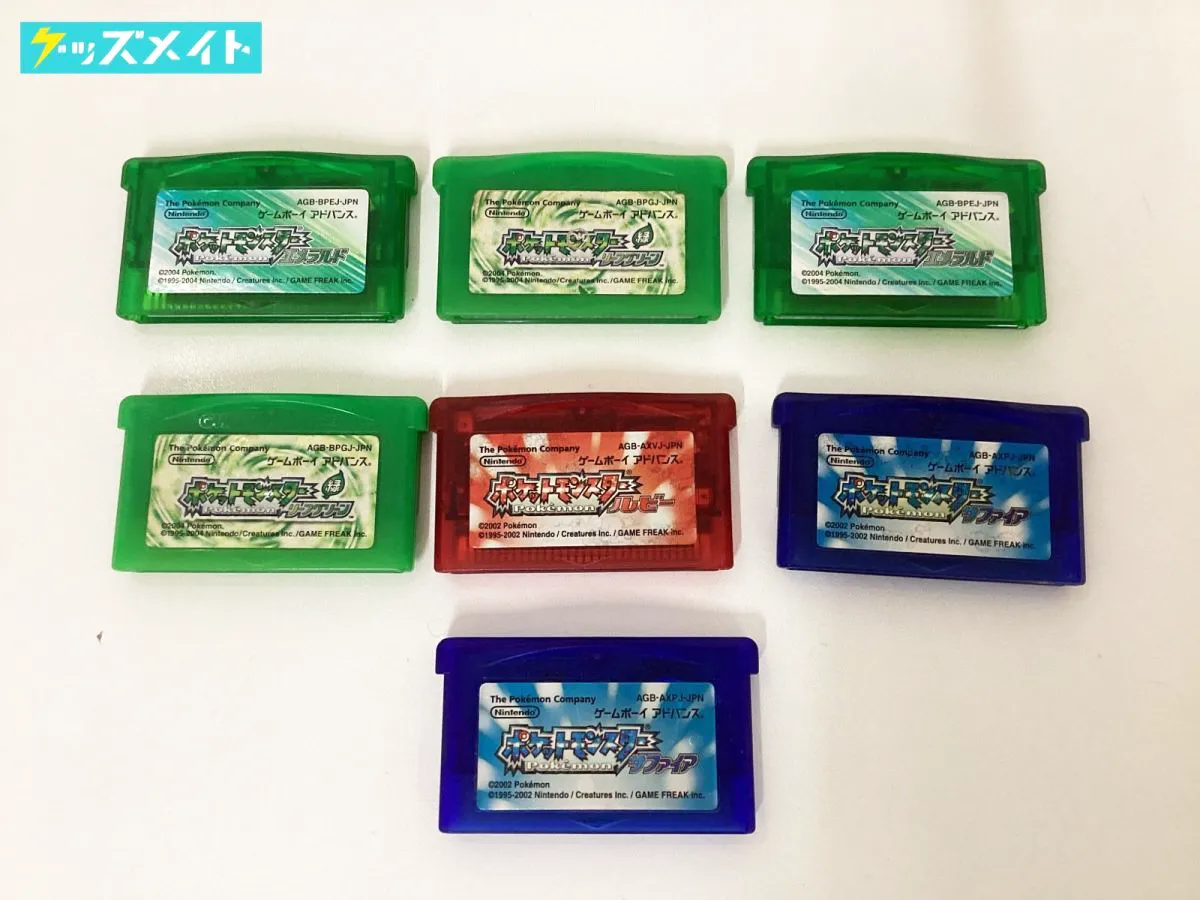 グッズメイト
The Pokémon Company AGB-BPEJ-JPN
Nintendo ゲームボーイ アドバンス®
ポケットモンスター
Pokémon エメラルド
©2004 Pokémon.
©1995-2004 Nintendo / Creatures Inc. / GAME FREAK inc.
The Pokémon Company AGB-BPGJ-JPN
Nintendo ゲームボーイ アドバンス®
ポケットモンスター 緑
Pokémon リーフグリーン
©2004 Pokémon.
©1995-2004 Nintendo / Creatures Inc. / GAME FREAK inc.
The Pokémon Company AGB-BPEJ-JPN
Nintendo ゲームボーイ アドバンス®
ポケットモンスター
Pokémon エメラルド
©2004 Pokémon.
©1995-2004 Nintendo / Creatures Inc. / GAME FREAK inc.
The Pokémon Company AGB-BPGJ-JPN
Nintendo ゲームボーイ アドバンス®
ポケットモンスター 緑
Pokémon リーフグリーン
©2004 Pokémon.
©1995-2004 Nintendo / Creatures Inc. / GAME FREAK inc.
The Pokémon Company AGB-AXVJ-JPN
Nintendo ゲームボーイ アドバンス®
ポケットモンスター®
Pokémon ルビー
©2002 Pokémon
©1995-2002 Nintendo / Creatures Inc. / GAME FREAK inc.
The Pokémon Company AGB-AXPJ-JPN
Nintendo ゲームボーイ アドバンス®
ポケットモンスター®
Pokémon サファイア
©2002 Pokémon
©1995-2002 Nintendo / Creatures Inc. / GAME FREAK inc.
The Pokémon Company AGB-AXPJ-JPN
Nintendo ゲームボーイ アドバンス®
ポケットモンスター®
Pokémon サファイア
©2002 Pokémon
©1995-2002 Nintendo / Creatures Inc. / GAME FREAK inc.